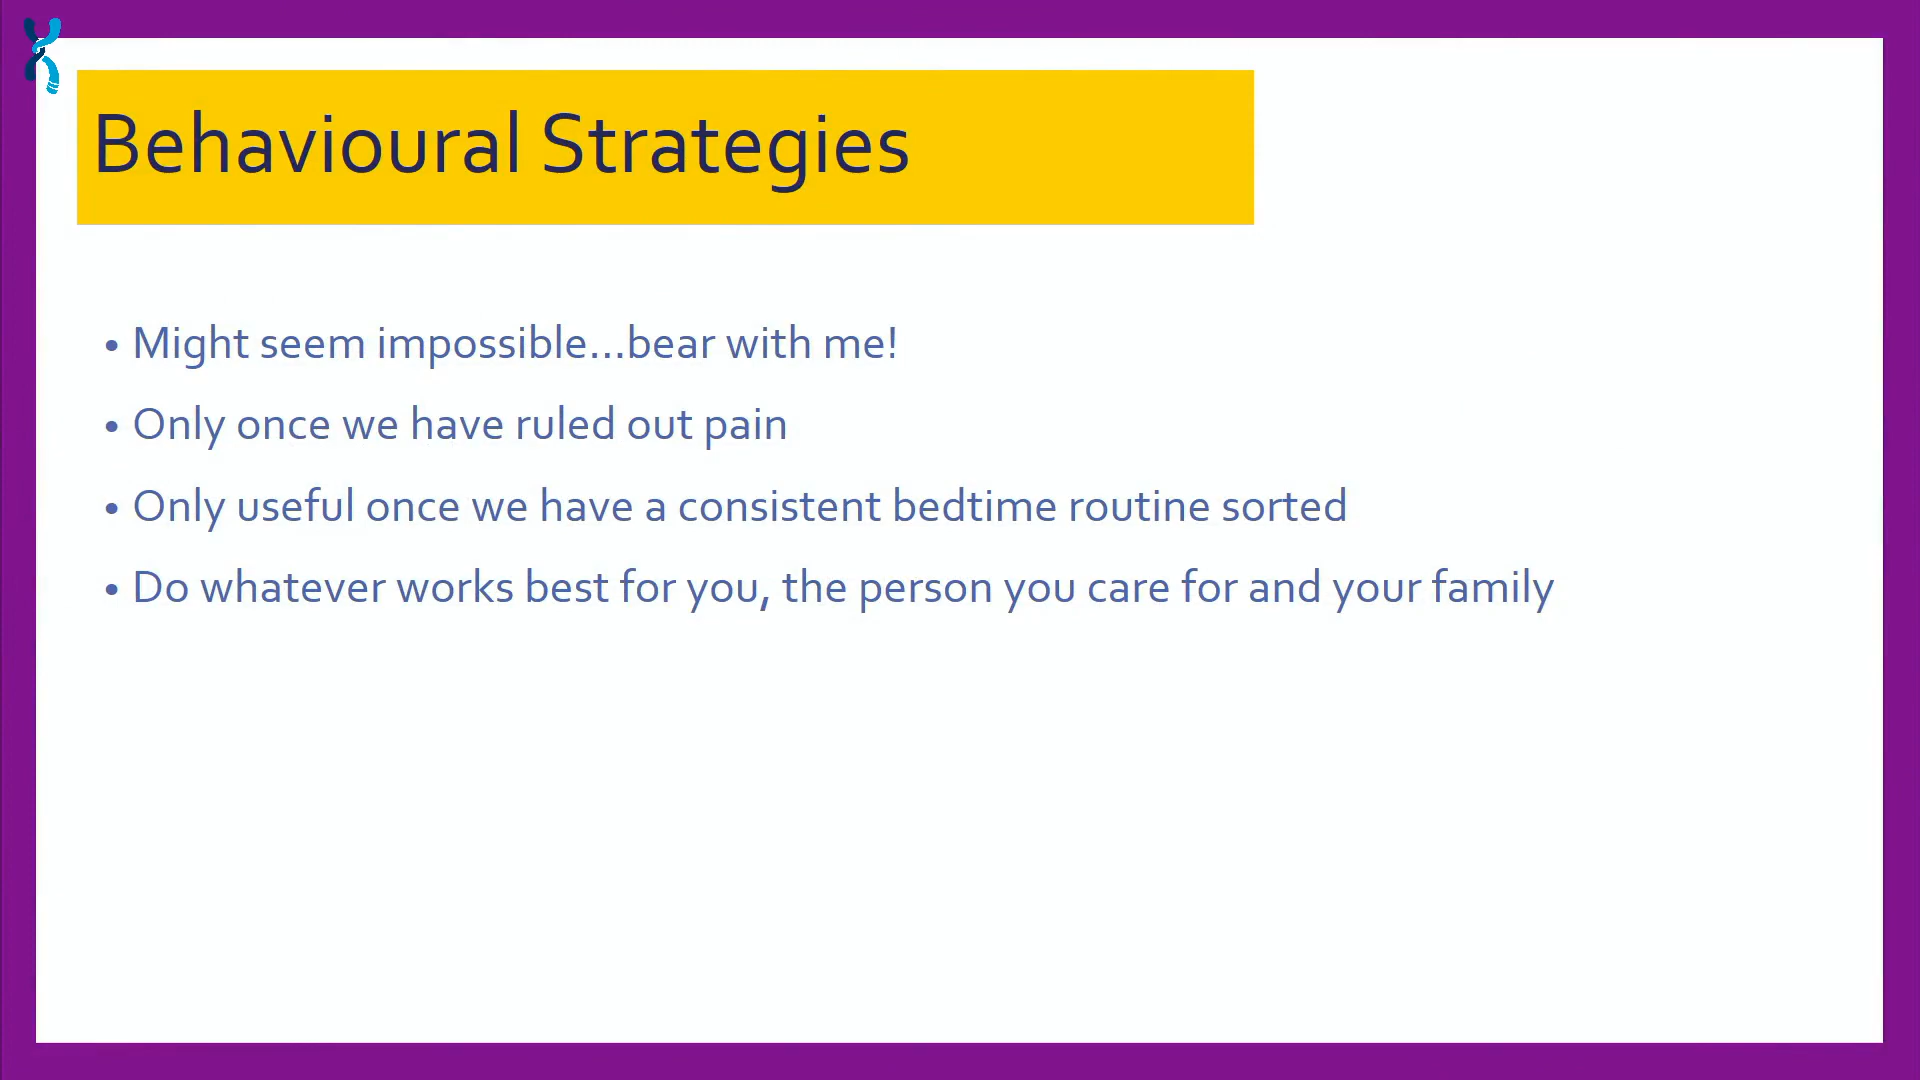 Behavioural Strategies
• Might seem impossible...bear with me!
• Only once we have ruled out pain
• Only useful once we have a consistent bedtime routine sorted
• Do whatever works best for you, the person you care for and your family